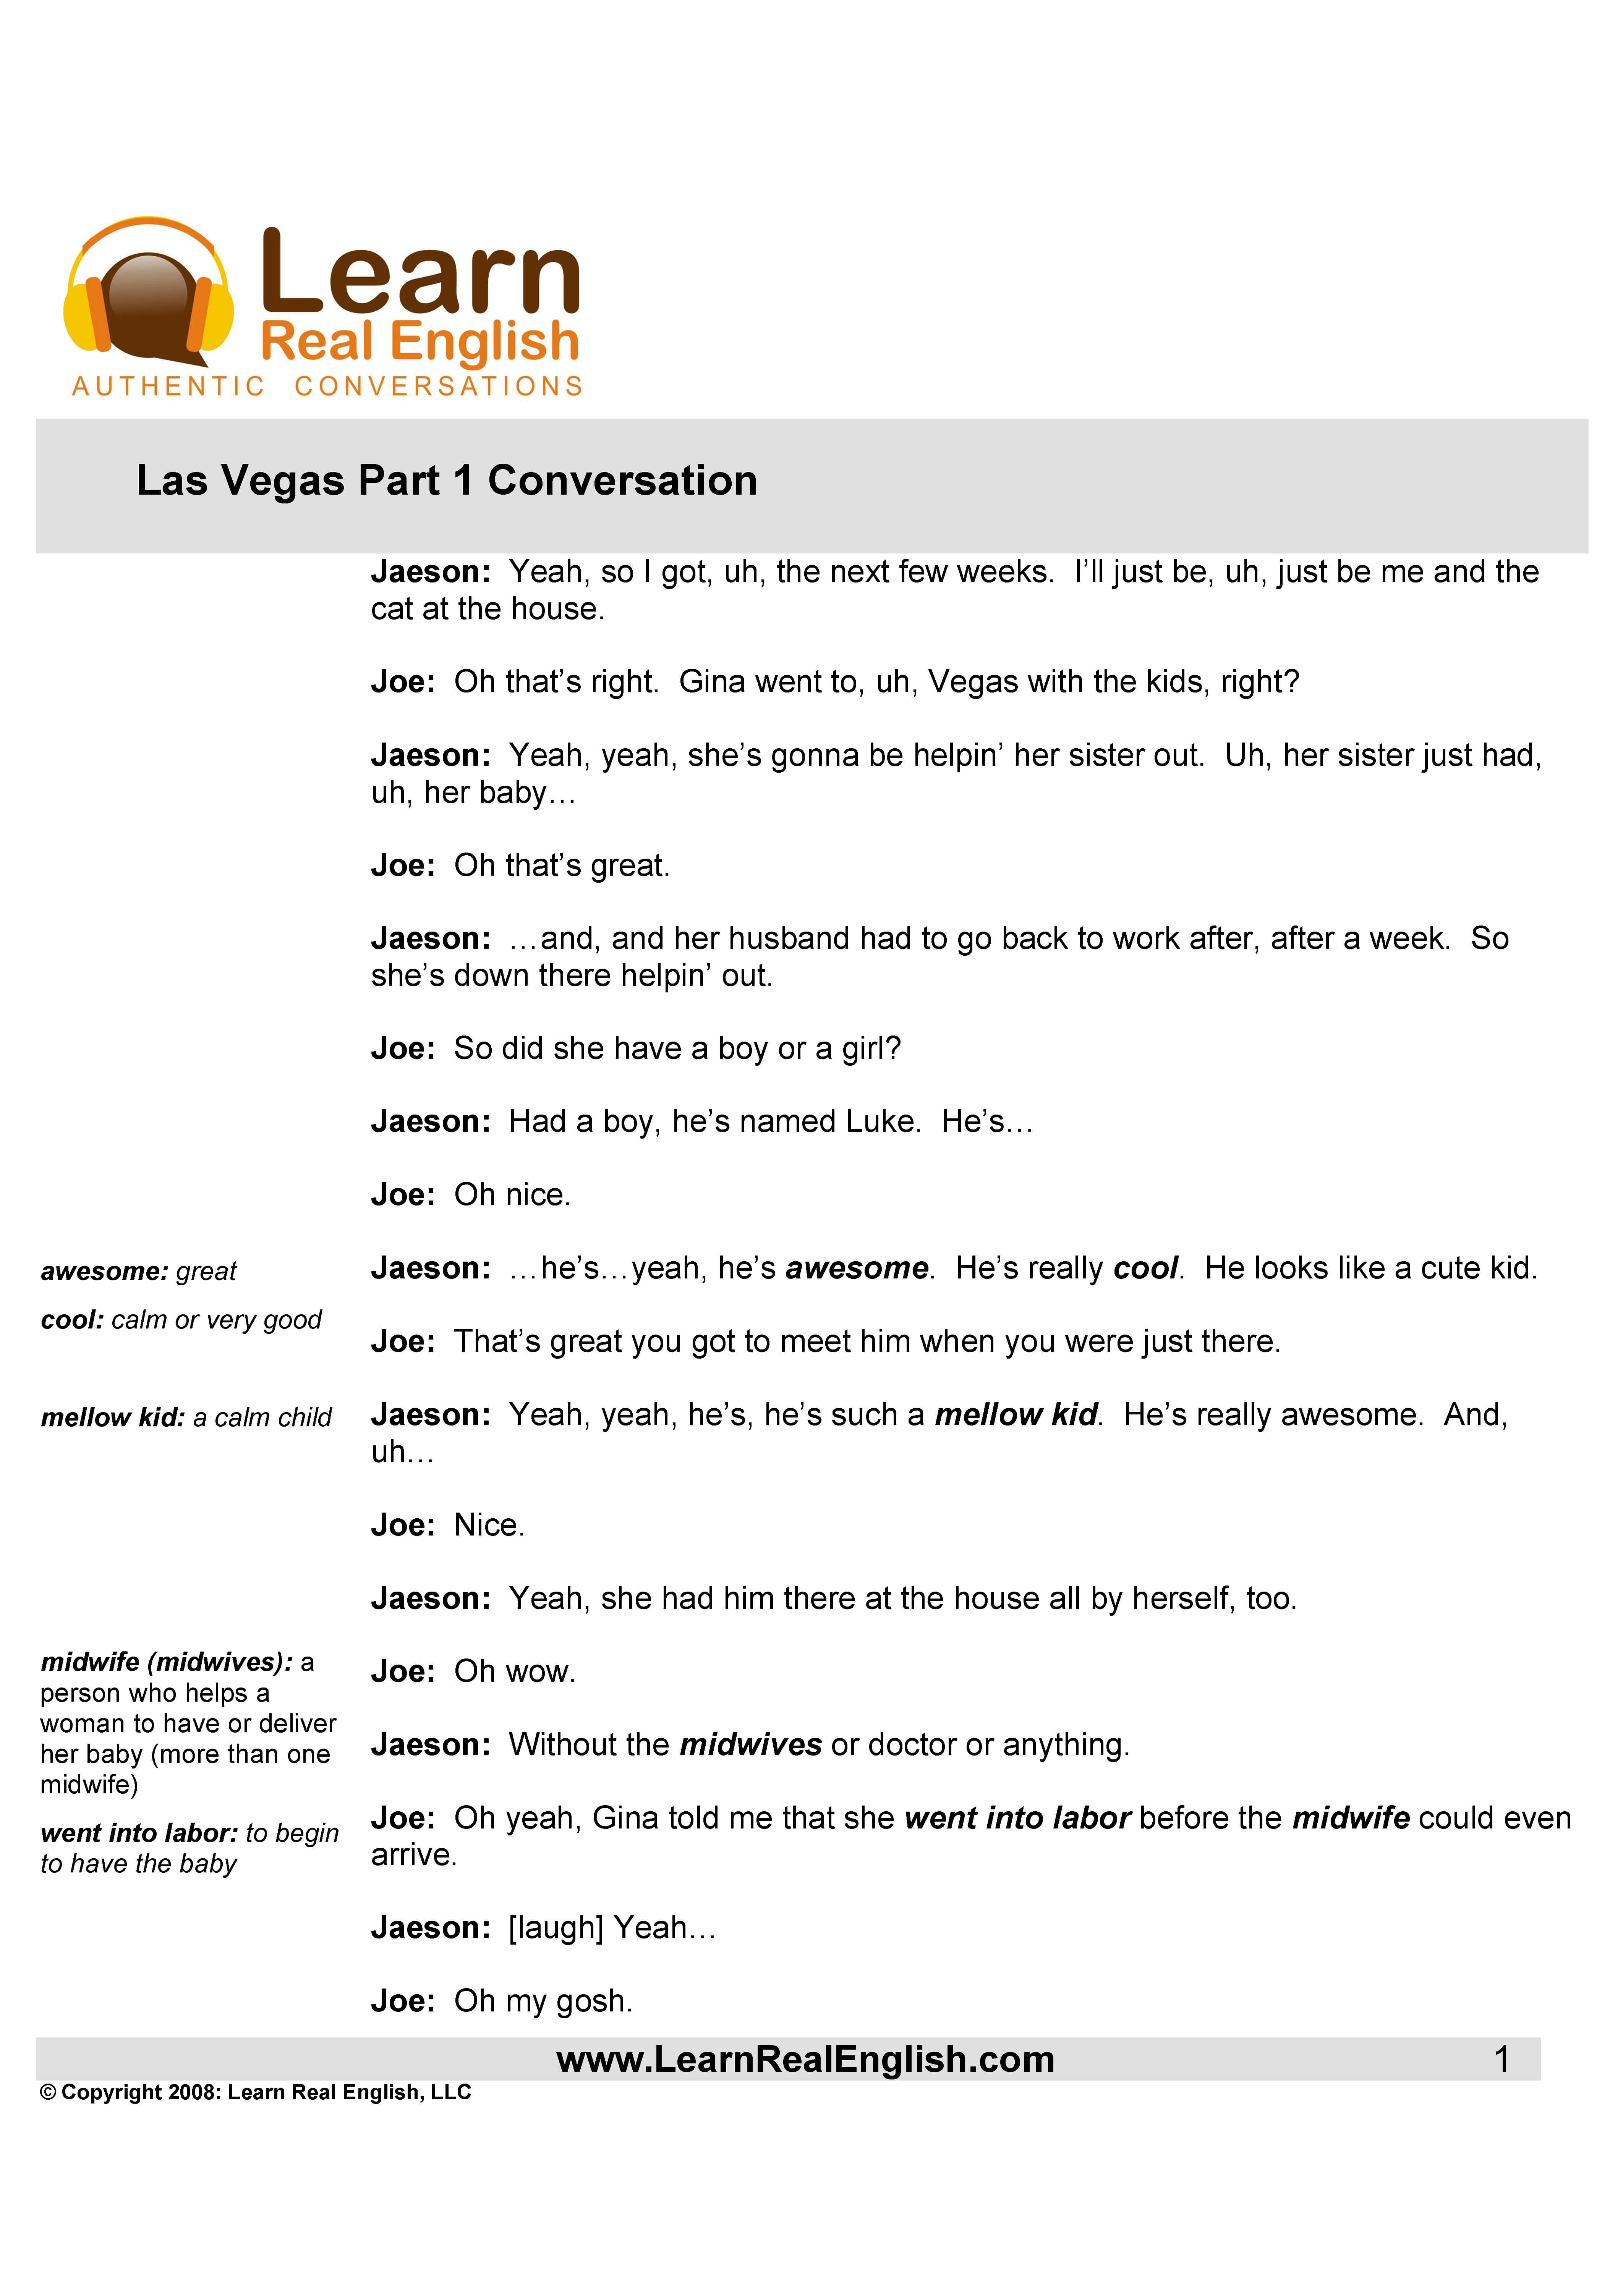 Learn
Real English
AUTHENTIC CONVERSATIONS
Las Vegas Part 1 Conversation
Jaeson: Yeah, so I got, uh, the next few weeks. I’ll just be, uh, just be me and the
cat at the house.
Joe: Oh that’s right. Gina went to, uh, Vegas with the kids, right?
Jaeson: Yeah, yeah, she’s gonna be helpin’ her sister out. Uh, her sister just had,
uh, her baby…
Joe: Oh that’s great.
Jaeson: …and, and her husband had to go back to work after, after a week. So
she’s down there helpin’ out.
Joe: So did she have a boy or a girl?
Jaeson: Had a boy, he’s named Luke. He’s…
Joe: Oh nice.
awesome: great
cool: calm or very good
Jaeson: …he’s…yeah, he’s awesome. He’s really cool. He looks like a cute kid.
Joe: That’s great you got to meet him when you were just there.
mellow kid: a calm child
Jaeson: Yeah, yeah, he’s, he’s such a mellow kid. He’s really awesome. And,
uh…
Joe: Nice.
Jaeson: Yeah, she had him there at the house all by herself, too.
Joe: Oh wow.
midwife (midwives): a
person who helps a
woman to have or deliver
her baby (more than one
midwife)
Jaeson: Without the midwives or doctor or anything.
went into labor: to begin
to have the baby
Joe: Oh yeah, Gina told me that she went into labor before the midwife could even
arrive.
Jaeson: [laugh] Yeah…
Joe: Oh my gosh.
www.LearnRealEnglish.com 1
© Copyright 2008: Learn Real English, LLC